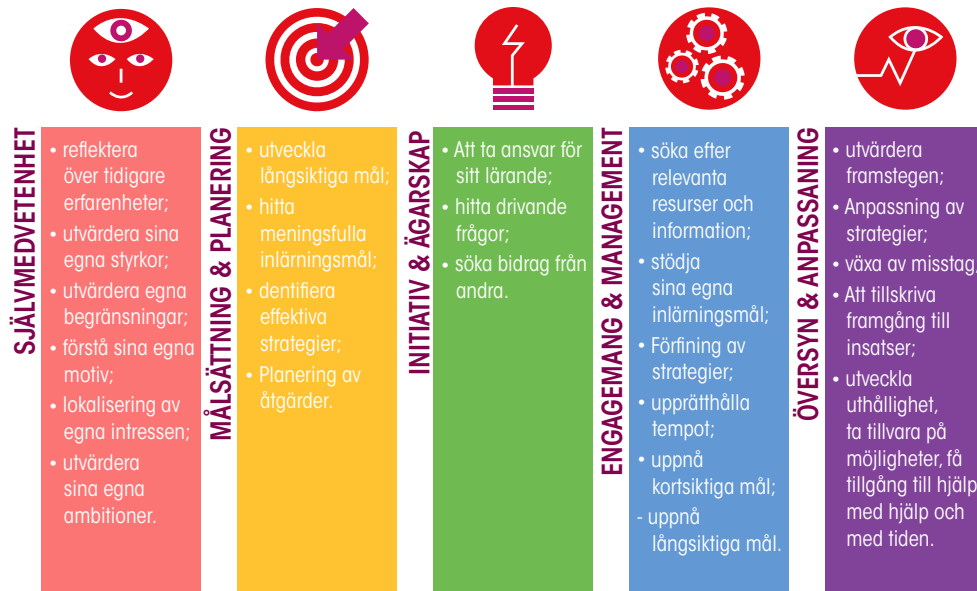 SJÄLVMEDVETENHET
• reflektera
över tidigare
erfarenheter;
• utvärdera sina
egna styrkor;
• utvärdera egna
begränsningar;
• förstå sina egna
motiv;
• lokalisering av
egna intressen;
• utvärdera
sina egna
ambitioner.
MÅLSÄTTNING & PLANERING
• utveckla
långsiktiga mål;
• hitta
meningsfulla
inlärningsmål;
• dentifiera
effektiva
strategier;
• Planering av
åtgärder.
INITIATIV & ÄGARSKAP
• Att ta ansvar för
sitt lärande;
• hitta drivande
frågor;
• söka bidrag från
andra.
ENGAGEMANG & MANAGEMENT
• söka efter
relevanta
resurser och
information;
• stödja
sina egna
inlärningsmål;
• Förfining av
strategier;
• upprätthålla
tempot;
• uppnå
kortsiktiga mål;
- uppnå
långsiktiga mål.
ÖVERSYN & ANPASSANING
• utvärdera
framstegen;
• Anpassning av
strategier;
• växa av misstag;
• Att tillskriva
framgång till
insatser;
• utveckla
uthållighet,
ta tillvara på
möjligheter, få
tillgång till hjälp
med hjälp och
med tiden.